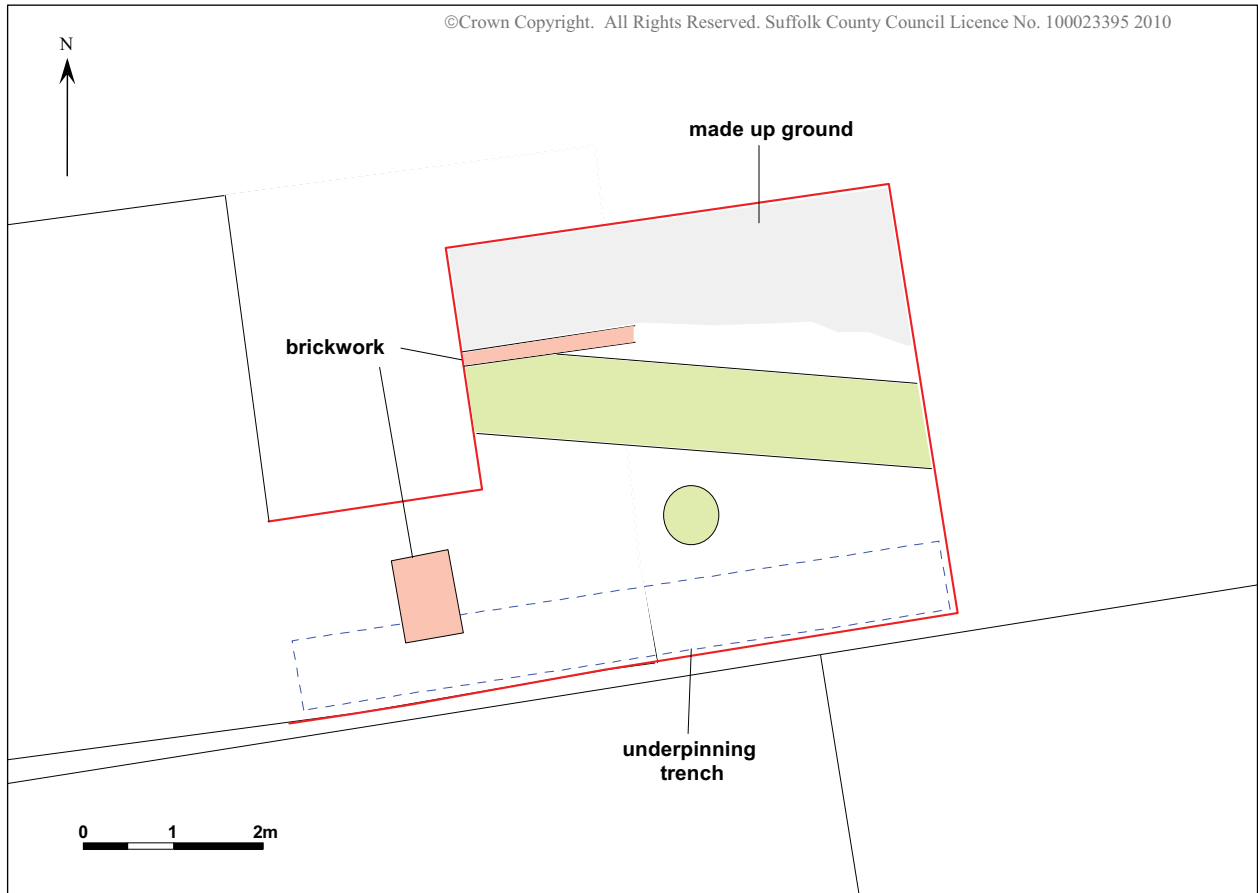 ©Crown Copyright. All Rights Reserved. Suffolk County Council Licence No. 100023395 2010
N
made up ground
brickwork
underpinning
trench
0 1 2m